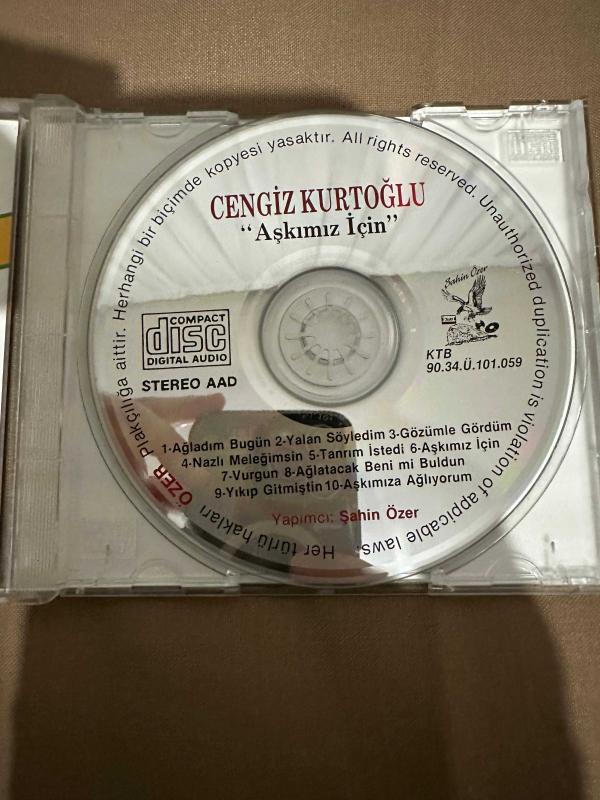 Her türlü hakları ÖZER Plakçılığa aittir. Herhangi bir biçimde kopyesi yasaktır. All rights reserved. Unauthorized duplication is violation of appicable laws.
CENGİZ KURTOĞLU
“Aşkımız İçin”
COMPACT
disc
DIGITAL AUDIO
STEREO AAD
Şahin Özer
KTB
90.34.Ü.101.059
1-Ağladım Bugün 2-Yalan Söyledim 3-Gözümle Gördüm
4-Nazlı Meleğimsin 5-Tanrım İstedi 6-Aşkımız İçin
7-Vurgun 8-Ağlatacak Beni mi Buldun
9-Yıkıp Gitmiştin 10-Aşkımıza Ağlıyorum
Yapımcı: Şahin Özer